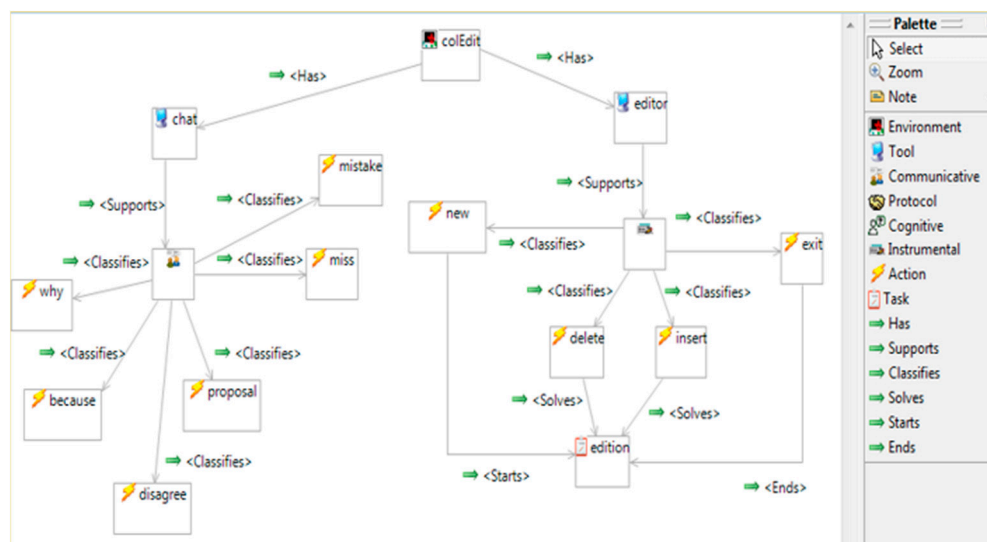 colEdit
<Has>
<Has>
chat
editor
mistake
<Supports>
<Classifies>
<Supports>
new
<Classifies>
<Classifies>
<Classifies>
miss
<Classifies>
exit
why
<Classifies>
<Classifies>
<Classifies>
delete
insert
because
proposal
<Solves>
<Solves>
edition
<Classifies>
<Starts>
<Ends>
disagree
Palette
Select
Zoom
Note
Environment
Tool
Communicative
Protocol
Cognitive
Instrumental
Action
Task
Has
Supports
Classifies
Solves
Starts
Ends